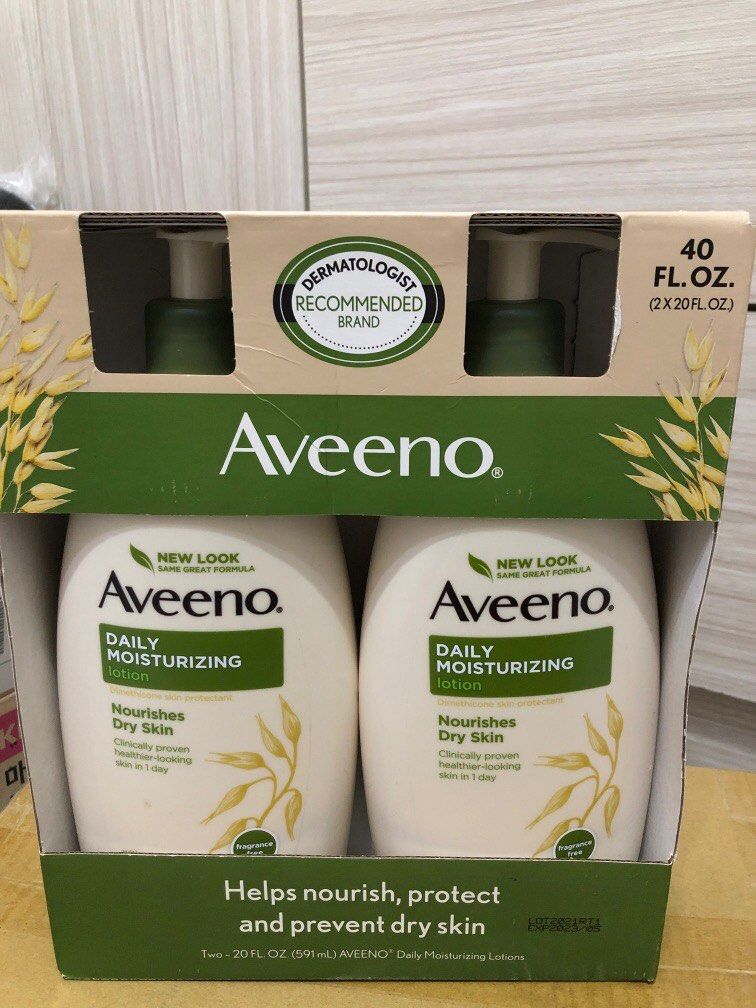 DERMATOLOGIST
RECOMMENDED
BRAND
40
FL. OZ.
(2 X 20 FL. OZ.)
Aveeno®
NEW LOOK
SAME GREAT FORMULA
Aveeno®
DAILY
MOISTURIZING
lotion
Dimethicone skin protectant
Nourishes
Dry Skin
Clinically proven
healthier-looking
skin in 1 day
fragrance
free
NEW LOOK
SAME GREAT FORMULA
Aveeno®
DAILY
MOISTURIZING
lotion
Dimethicone skin protectant
Nourishes
Dry Skin
Clinically proven
healthier-looking
skin in 1 day
fragrance
free
Helps nourish, protect
and prevent dry skin
LOT2021RT1
EXP2023/05
Two - 20 FL. OZ. (591 mL) AVEENO® Daily Moisturizing Lotions